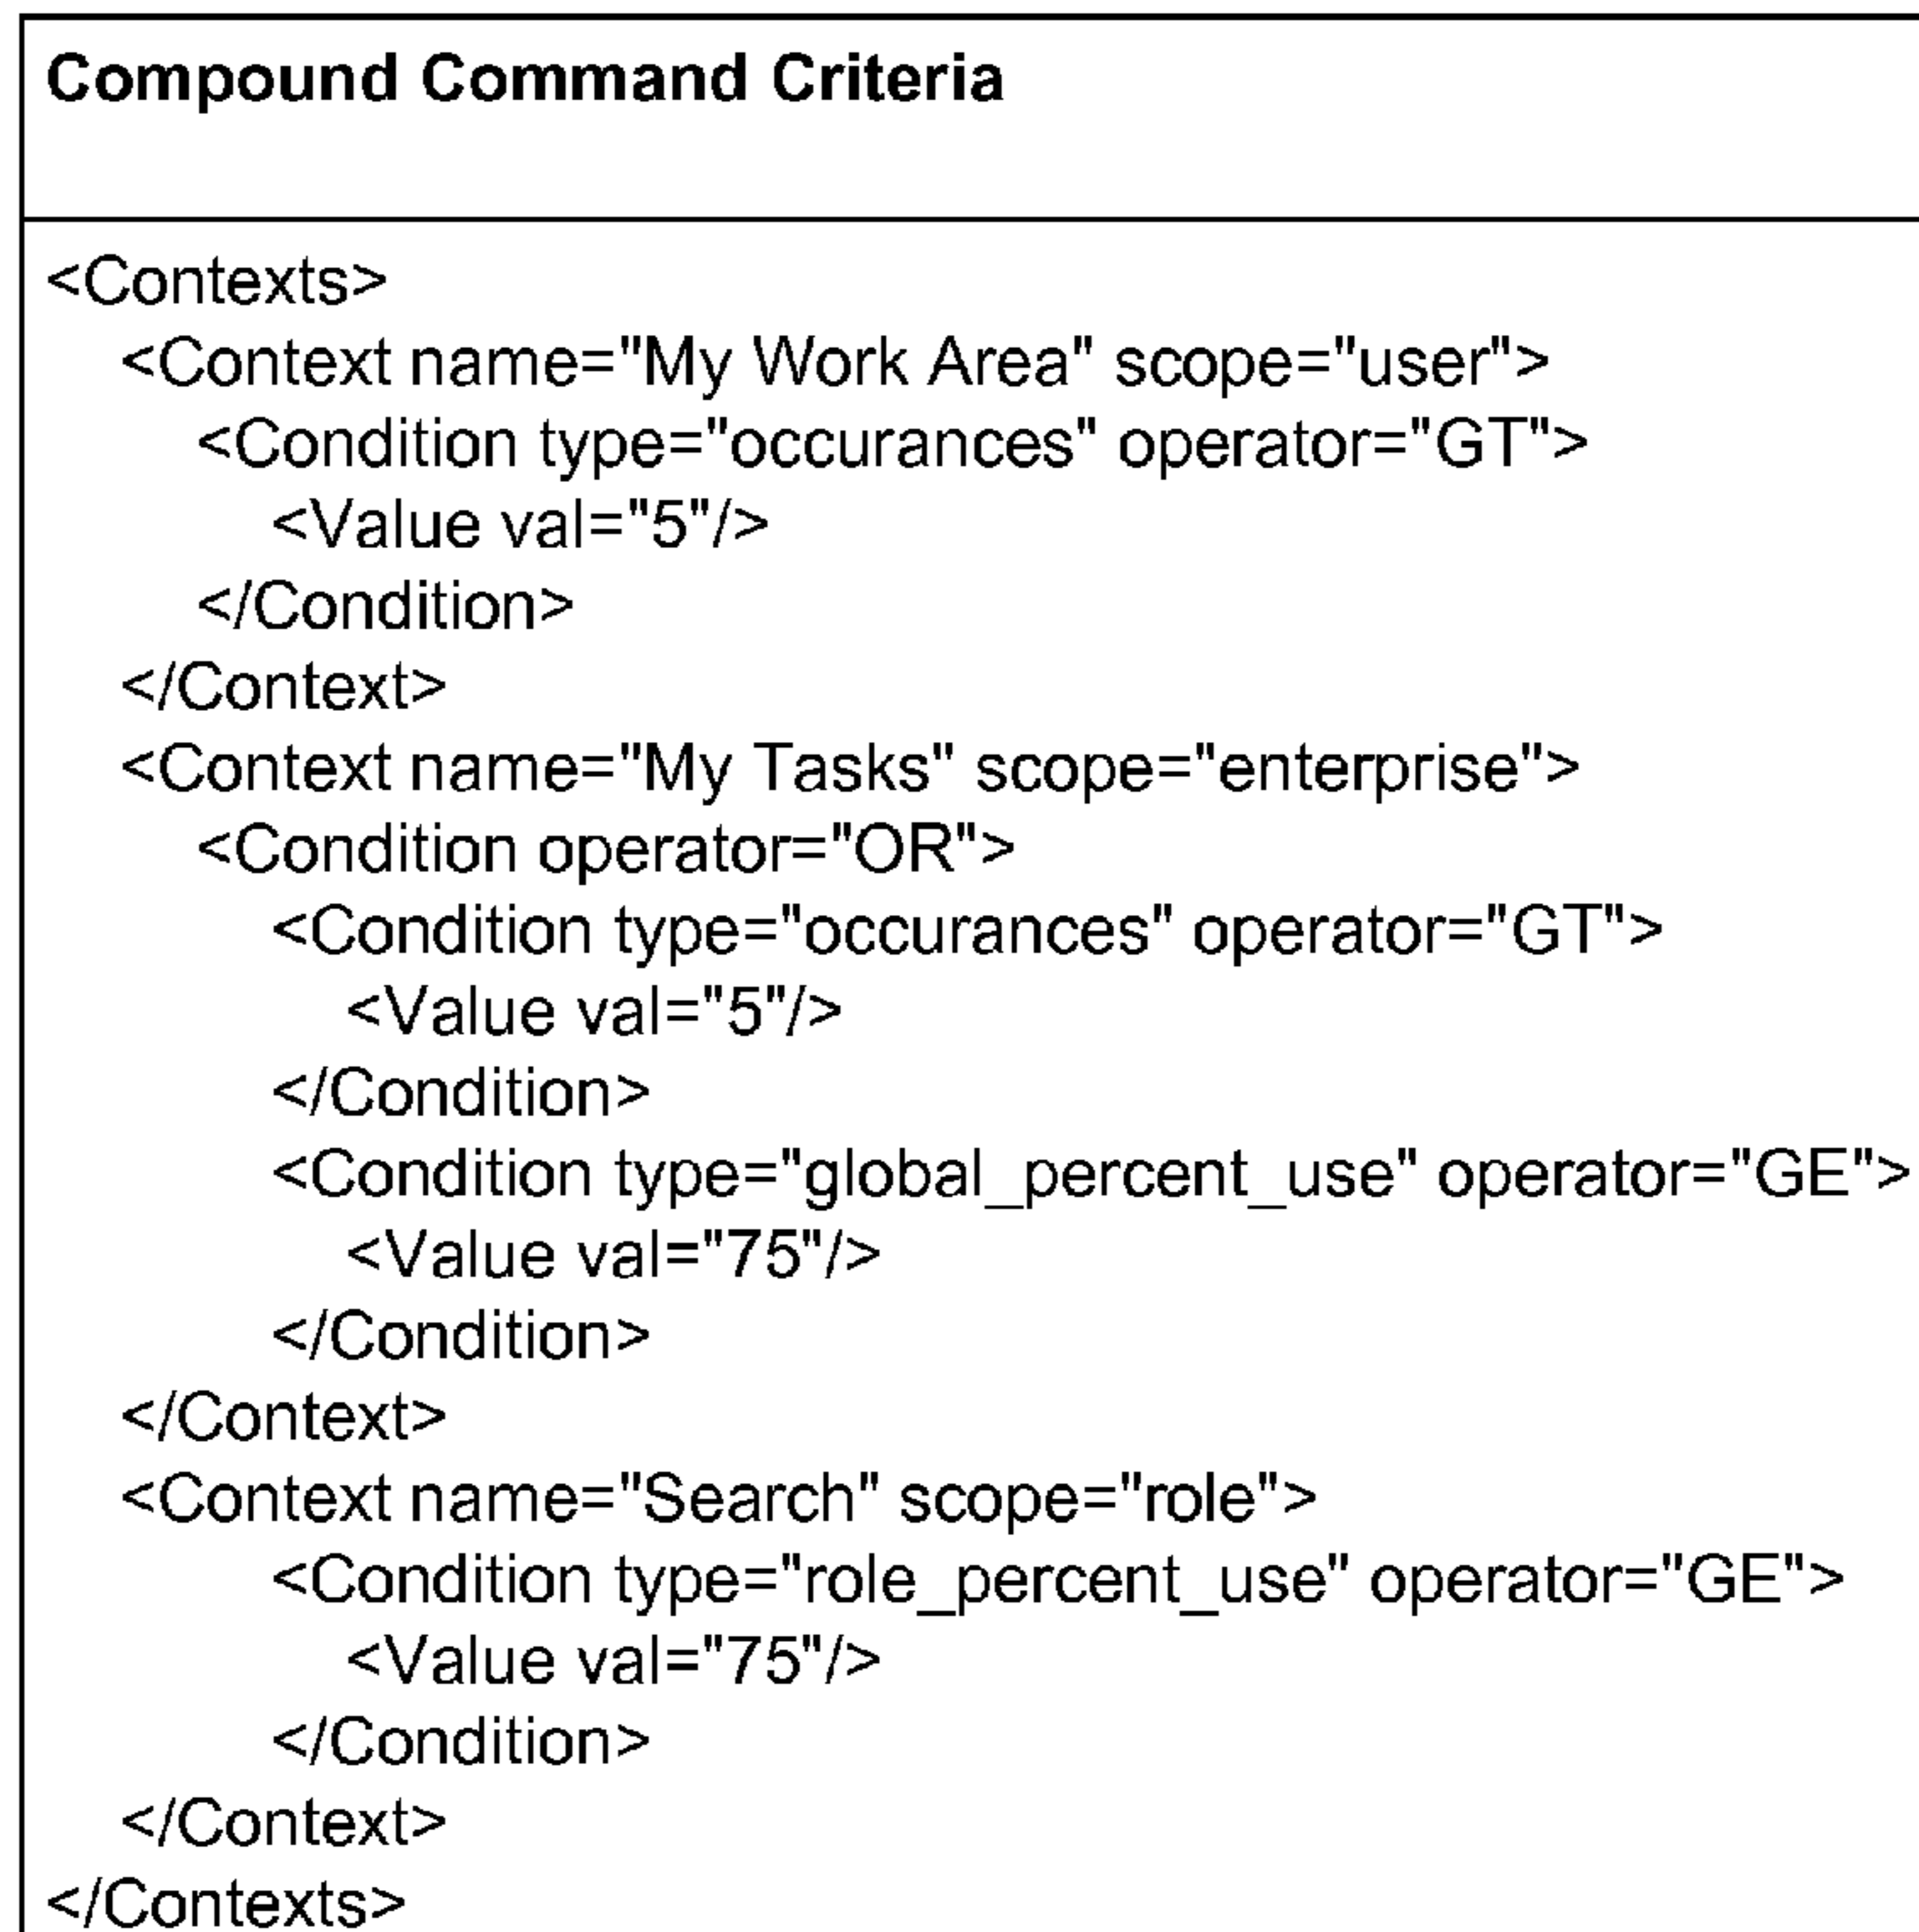 Compound Command Criteria
<Contexts>
<Context name="My Work Area" scope="user">
<Condition type="occurances" operator="GT">
<Value val="5"/>
</Condition>
</Context>
<Context name="My Tasks" scope="enterprise">
<Condition operator="OR">
<Condition type="occurances" operator="GT">
<Value val="5"/>
</Condition>
<Condition type="global_percent_use" operator="GE">
<Value val="75"/>
</Condition>
</Context>
<Context name="Search" scope="role">
<Condition type="role_percent_use" operator="GE">
<Value val="75"/>
</Condition>
</Context>
</Contexts>